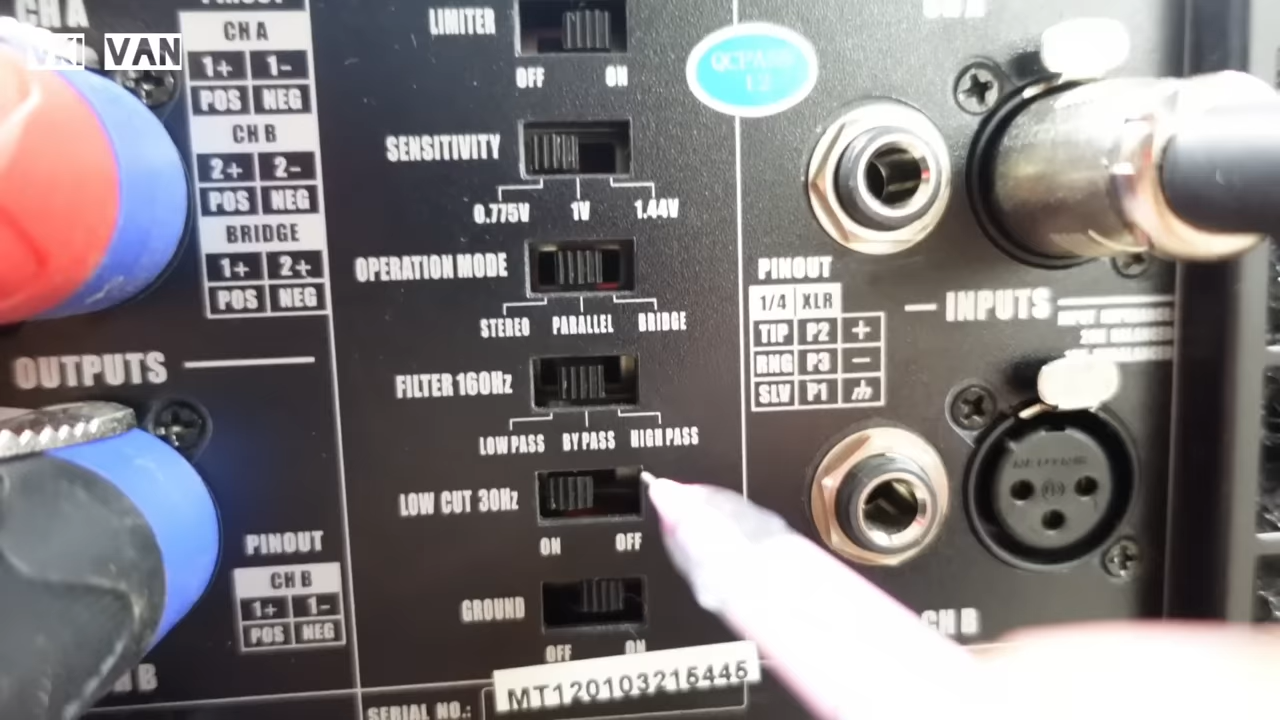 VKI VAN
PINOUT
CH A
CH A
1+ 1-
POS NEG
CH B
2+ 2-
POS NEG
BRIDGE
1+ 2+
POS NEG
OUTPUTS
PINOUT
CH B
1+ 1-
POS NEG
LIMITER
OFF ON
SENSITIVITY
0.775V 1V 1.44V
OPERATION MODE
STEREO PARALLEL BRIDGE
FILTER 160Hz
LOW PASS BY PASS HIGH PASS
LOW CUT 30Hz
ON OFF
GROUND
OFF ON
MT120103215445
SERIAL NO.:
QCPASS
12
PINOUT
1/4 XLR
TIP P2 +
RNG P3 −
SLV P1
INPUTS
CH B